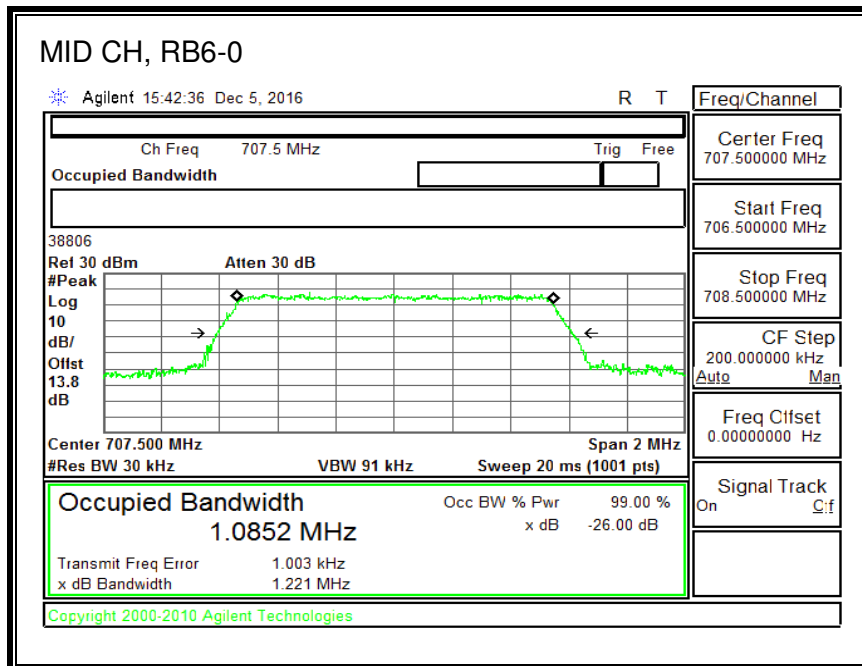 MID CH, RB6-0
Agilent 15:42:36 Dec 5, 2016 R T
Freq/Channel
Ch Freq 707.5 MHz Trig Free
Occupied Bandwidth
Center Freq
707.500000 MHz
Start Freq
706.500000 MHz
Stop Freq
708.500000 MHz
CF Step
200.000000 kHz
Auto Man
Freq Offset
0.00000000 Hz
Signal Track
On Off
38806
Ref 30 dBm Atten 30 dB
#Peak
Log
10
dB/
Offst
13.8
dB
Center 707.500 MHz Span 2 MHz
#Res BW 30 kHz VBW 91 kHz Sweep 20 ms (1001 pts)
Occupied Bandwidth Occ BW % Pwr 99.00 %
1.0852 MHz x dB -26.00 dB
Transmit Freq Error 1.003 kHz
x dB Bandwidth 1.221 MHz
Copyright 2000-2010 Agilent Technologies